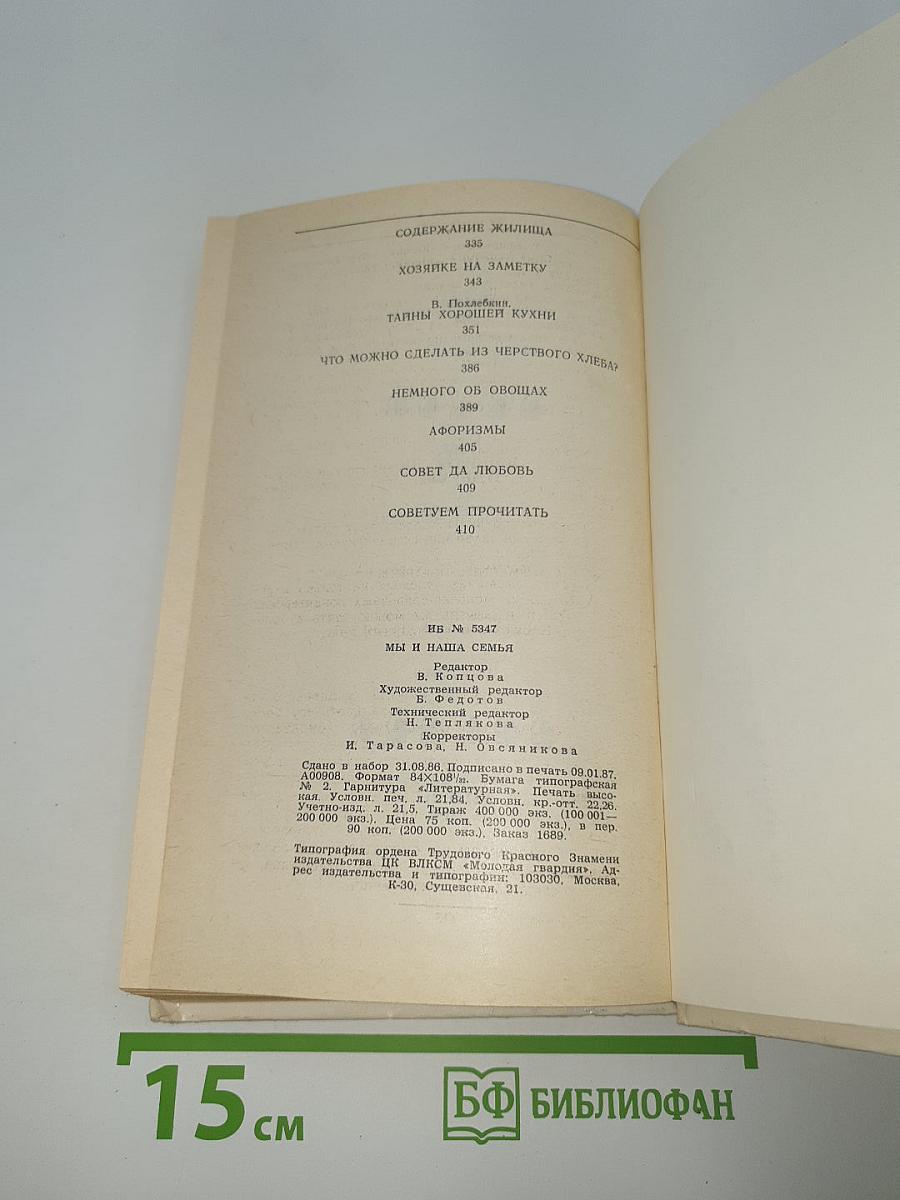 СОДЕРЖАНИЕ ЖИЛИЩА
335
ХОЗЯЙКЕ НА ЗАМЕТКУ
343
В. Похлебкин.
ТАЙНЫ ХОРОШЕЙ КУХНИ
351
ЧТО МОЖНО СДЕЛАТЬ ИЗ ЧЕРСТВОГО ХЛЕБА?
386
НЕМНОГО ОБ ОВОЩАХ
389
АФОРИЗМЫ
405
СОВЕТ ДА ЛЮБОВЬ
409
СОВЕТУЕМ ПРОЧИТАТЬ
410
ИБ № 5347
МЫ И НАША СЕМЬЯ
Редактор
В. Копцова
Художественный редактор
Б. Федотов
Технический редактор
Н. Теплякова
Корректоры
И. Тарасова, Н. Овсяникова
Сдано в набор 31.08.86. Подписано в печать 09.01.87.
А00908. Формат 84×108¹/₃₂. Бумага типографская
№ 2. Гарнитура «Литературная». Печать высо-
кая. Условн. печ. л. 21,84. Условн. кр.-отт. 22,26.
Учетно-изд. л. 21,5. Тираж 400 000 экз. (100 001—
200 000 экз.). Цена 75 коп. (200 000 экз.), в пер.
90 коп. (200 000 экз.). Заказ 1689.
Типография ордена Трудового Красного Знамени
издательства ЦК ВЛКСМ «Молодая гвардия». Ад-
рес издательства и типографии: 103030, Москва,
К-30, Сущевская, 21.
15 см
БФ БИБЛИОФАН